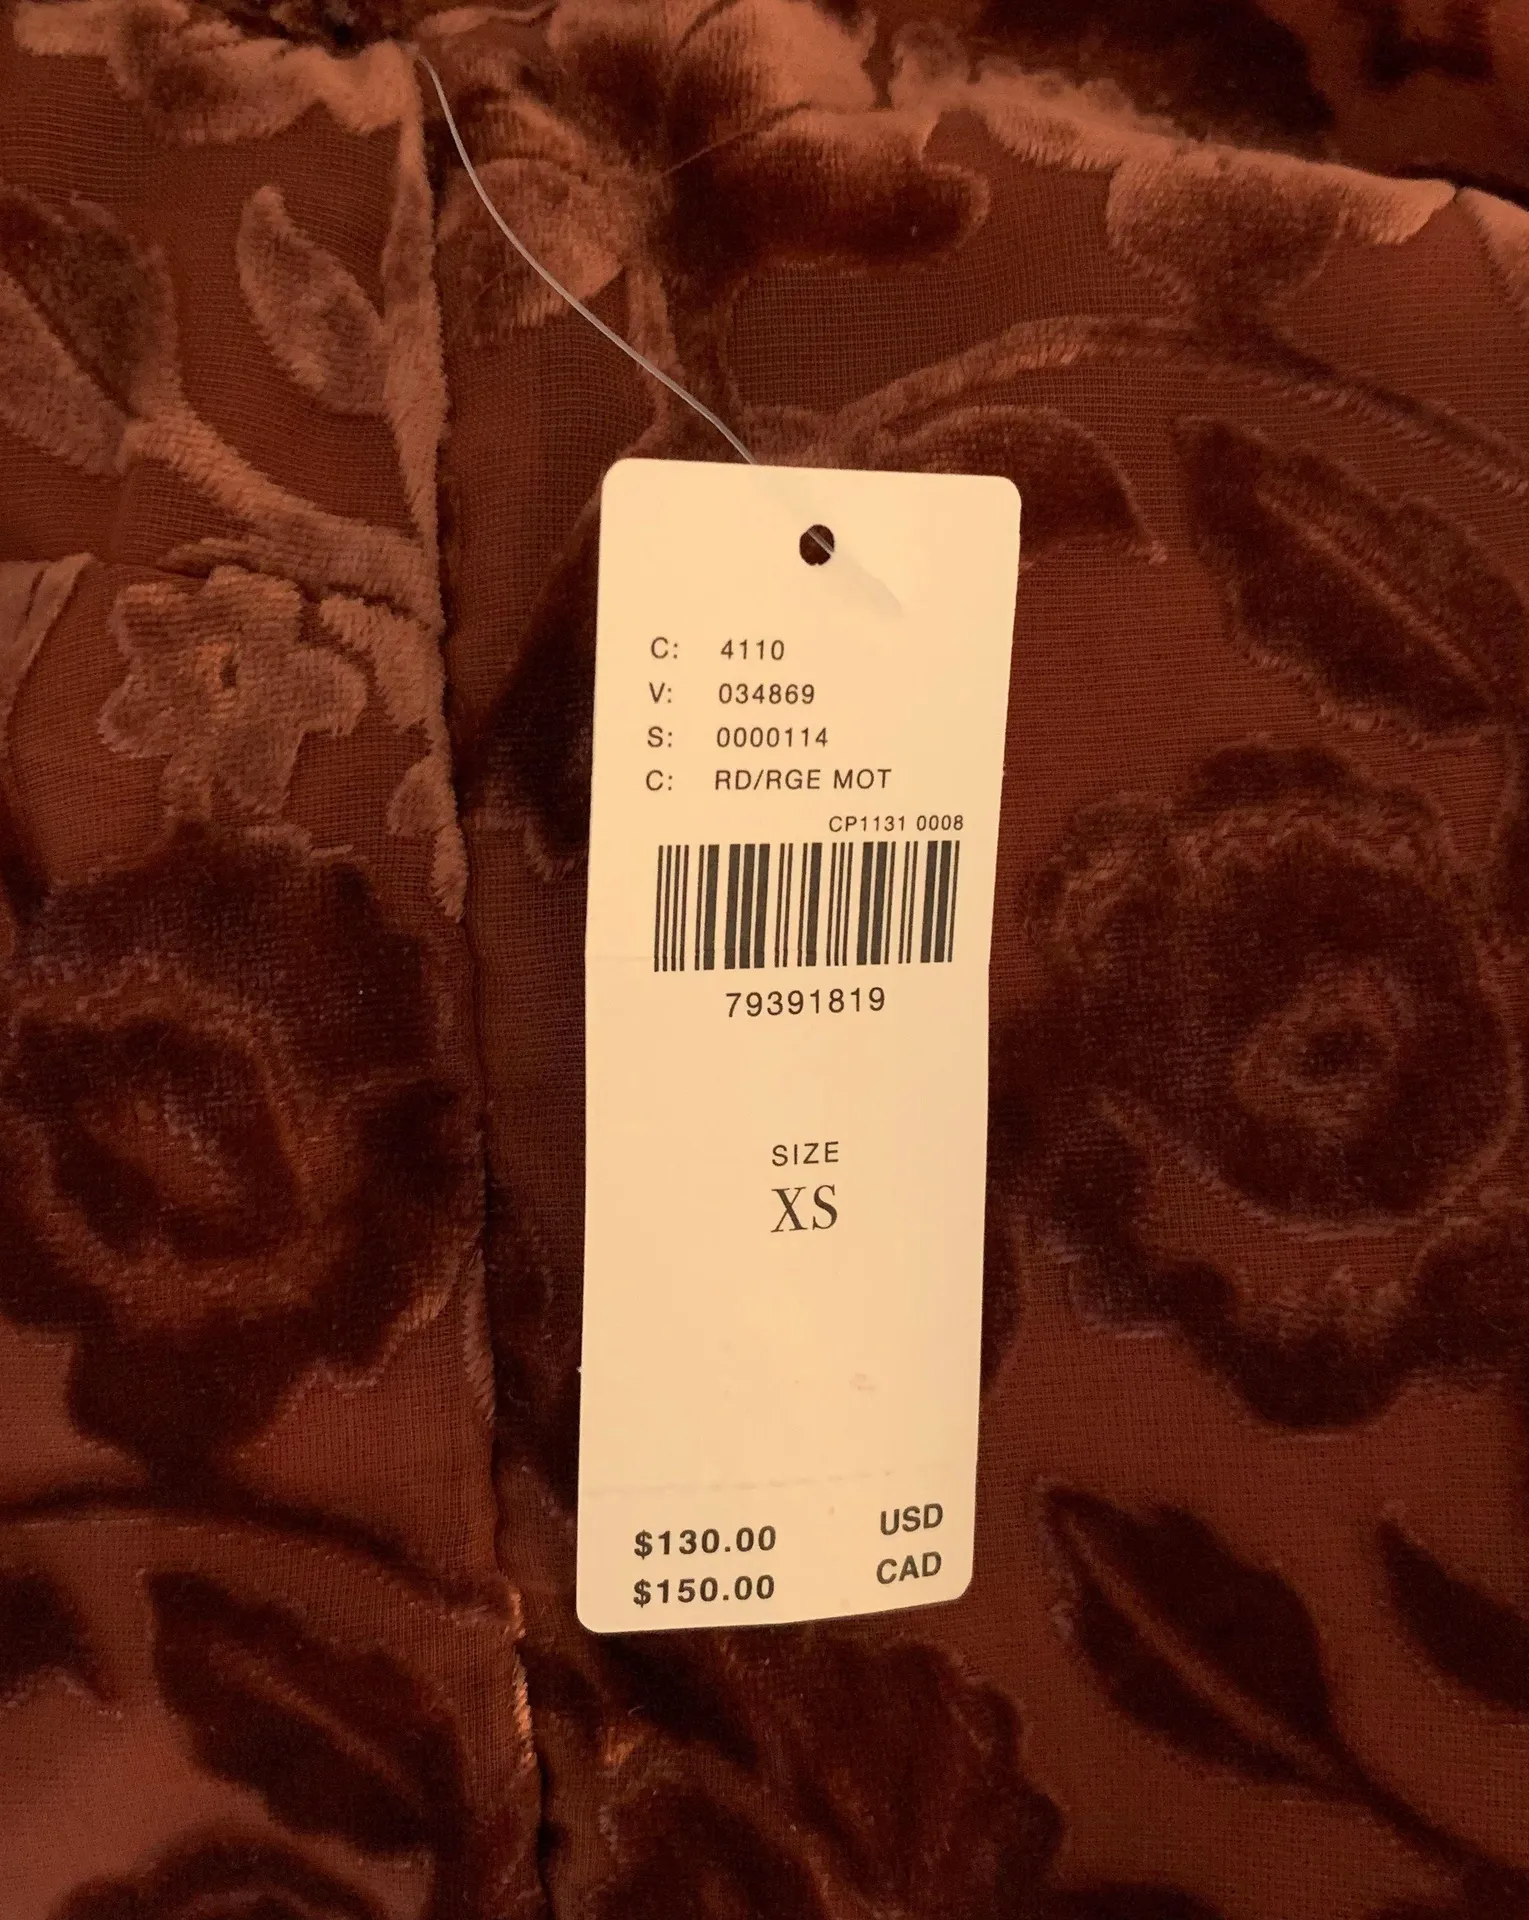 C: 4110
V: 034869
S: 0000114
C: RD/RGE MOT
CP1131 0008
79391819
SIZE
XS
$130.00 USD
$150.00 CAD